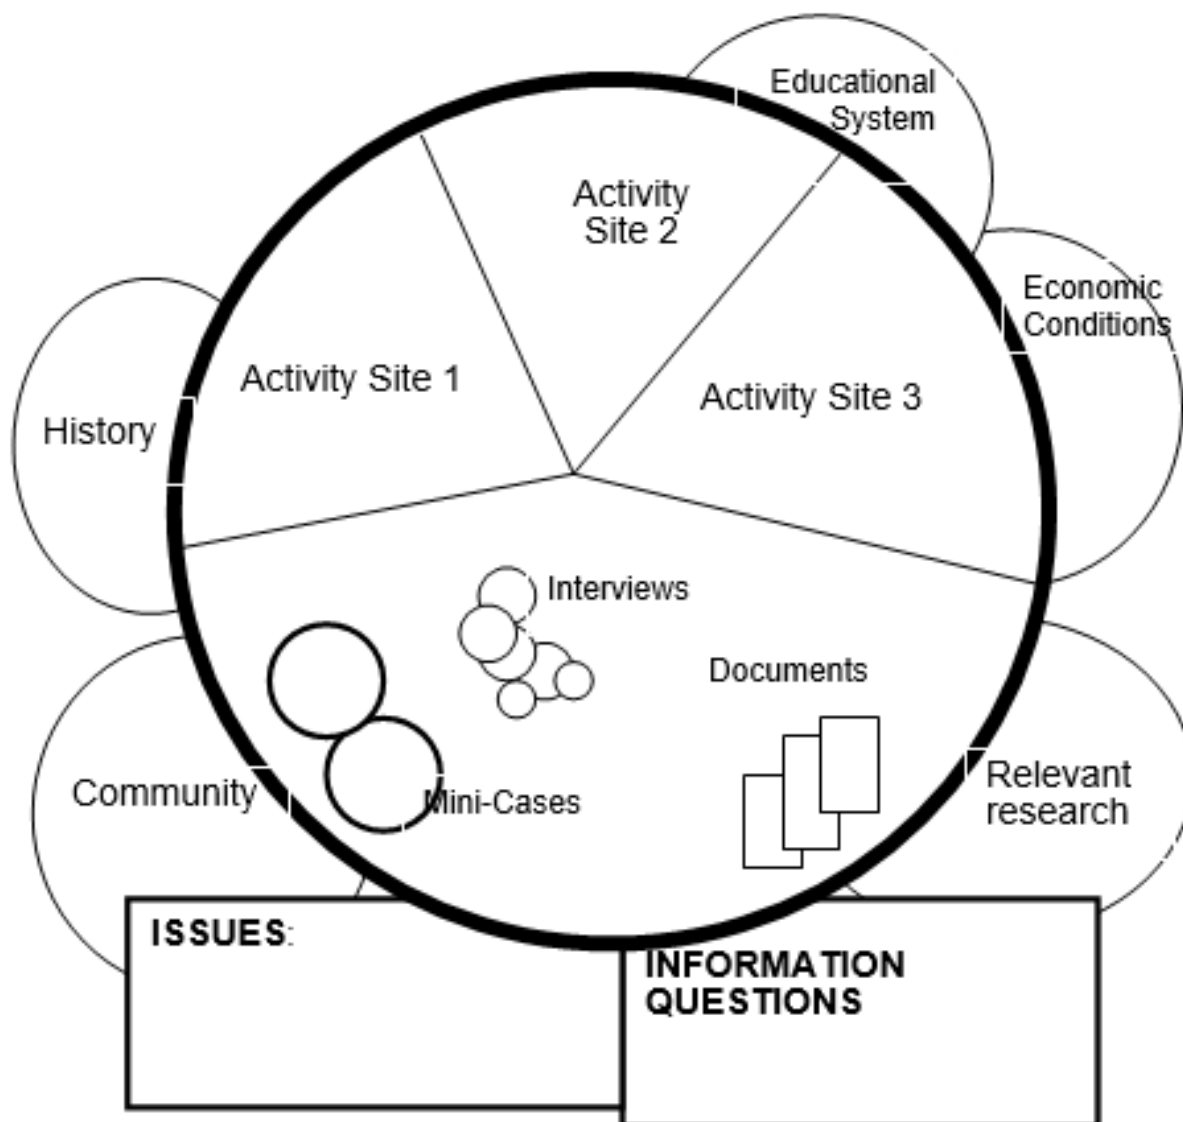 Educational
System
Activity
Site 2
Economic
Conditions
Activity Site 1
Activity Site 3
History
Interviews
Documents
Community
Mini-Cases
Relevant
research
ISSUES:
INFORMATION
QUESTIONS